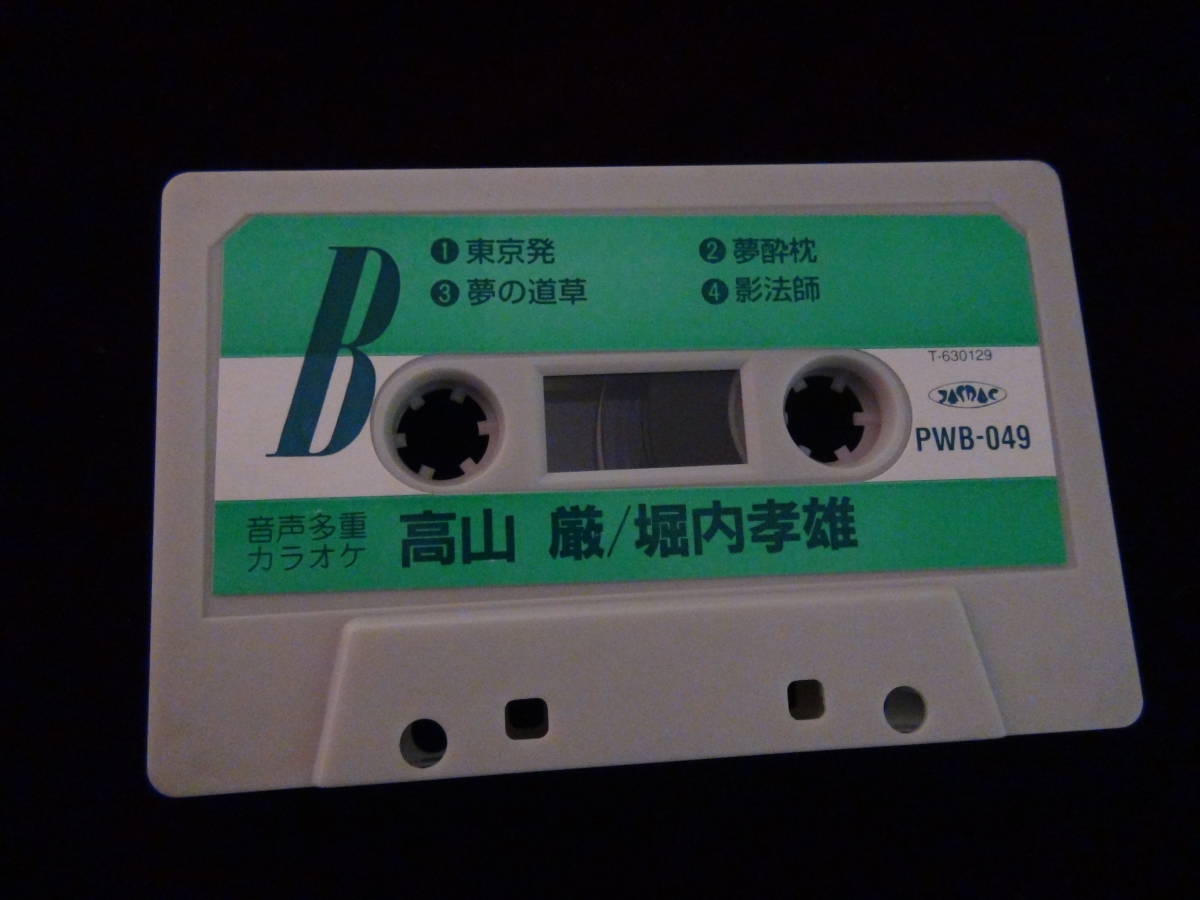 B
❶東京発 ❷夢酔枕
❸夢の道草 ❹影法師
T-630129
JASRAC
PWB-049
音声多重
カラオケ
高山 厳/堀内孝雄